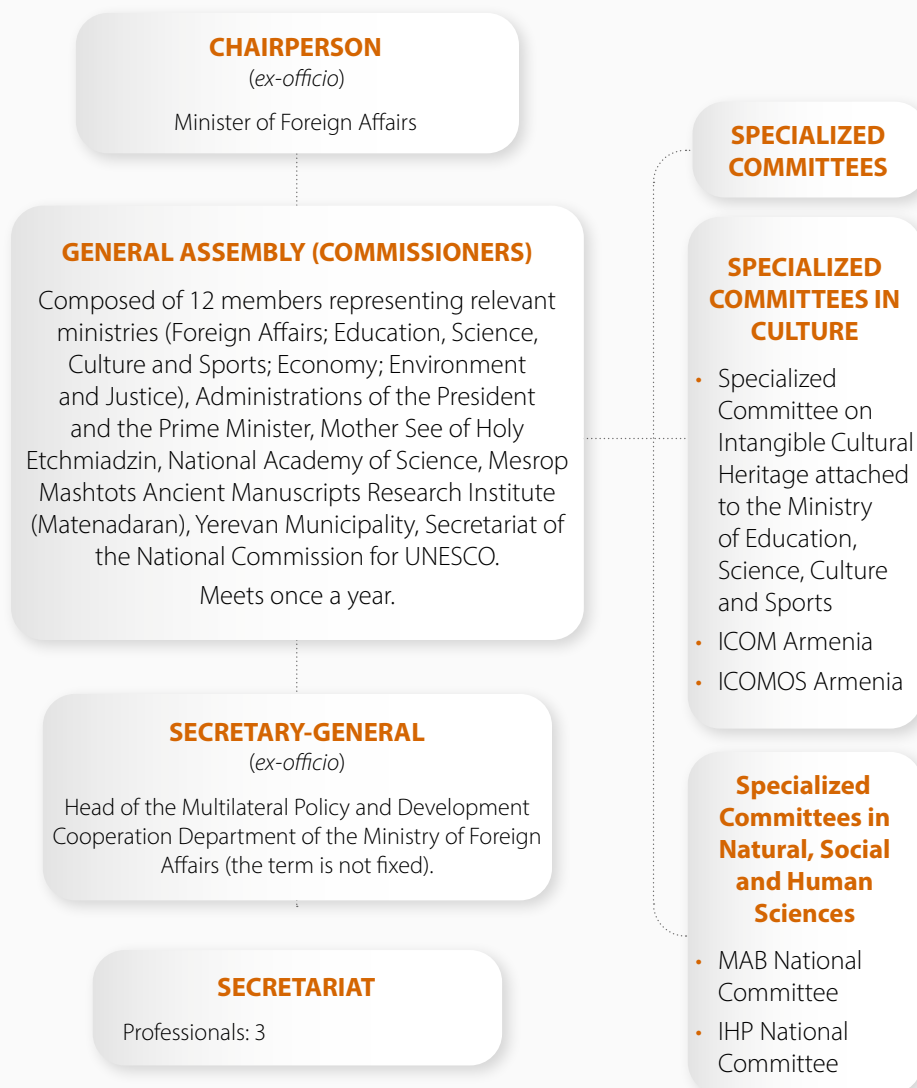 CHAIRPERSON
(ex-officio)
Minister of Foreign Affairs
GENERAL ASSEMBLY (COMMISSIONERS)
Composed of 12 members representing relevant
ministries (Foreign Affairs; Education, Science,
Culture and Sports; Economy; Environment
and Justice), Administrations of the President
and the Prime Minister, Mother See of Holy
Etchmiadzin, National Academy of Science, Mesrop
Mashtots Ancient Manuscripts Research Institute
(Matenadaran), Yerevan Municipality, Secretariat of
the National Commission for UNESCO.
Meets once a year.
SECRETARY-GENERAL
(ex-officio)
Head of the Multilateral Policy and Development
Cooperation Department of the Ministry of Foreign
Affairs (the term is not fixed).
SECRETARIAT
Professionals: 3
SPECIALIZED
COMMITTEES
SPECIALIZED
COMMITTEES IN
CULTURE
• Specialized
Committee on
Intangible Cultural
Heritage attached
to the Ministry
of Education,
Science, Culture
and Sports
• ICOM Armenia
• ICOMOS Armenia
Specialized
Committees in
Natural, Social
and Human
Sciences
• MAB National
Committee
• IHP National
Committee